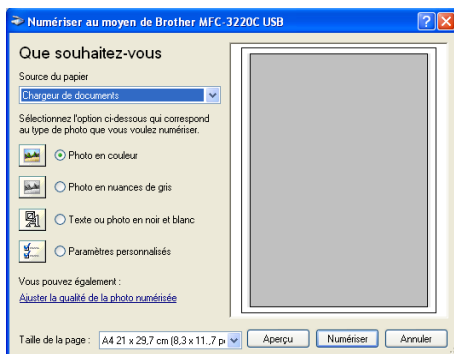 Numériser au moyen de Brother MFC-3220C USB
Que souhaitez-vous
Source du papier
Chargeur de documents
Sélectionnez l'option ci-dessous qui correspond
au type de photo que vous voulez numériser.
Photo en couleur
Photo en nuances de gris
Texte ou photo en noir et blanc
Paramètres personnalisés
Vous pouvez également :
Ajuster la qualité de la photo numérisée
Taille de la page : A4 21 x 29,7 cm (8,3 x 11.,7 p
Aperçu Numériser Annuler